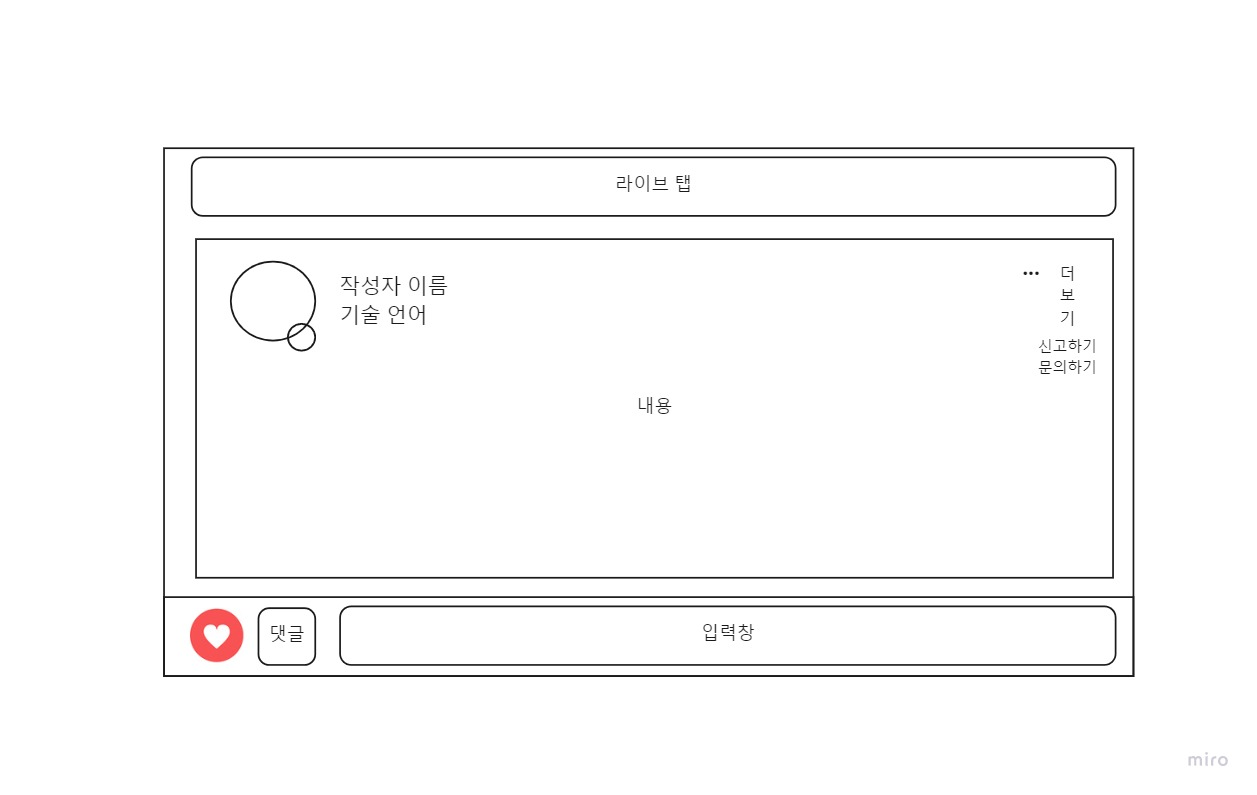 라이브 탭
작성자 이름
기술 언어
... 더
보
기
신고하기
문의하기
내용
댓글
입력창
miro